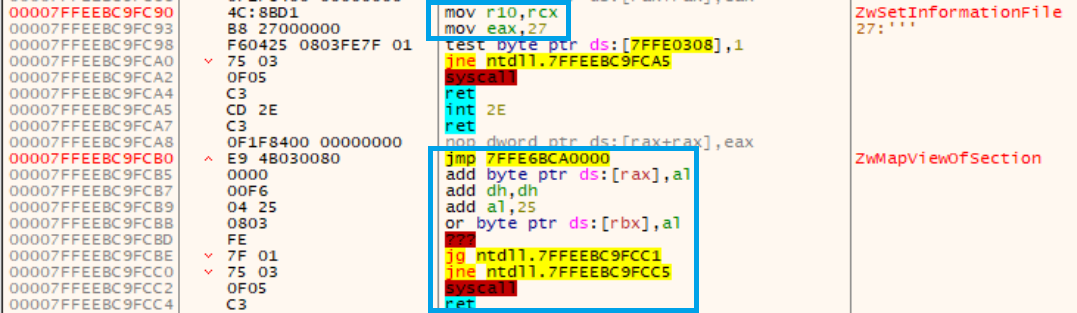 00007FFEEBC9FC90 4C:8BD1 mov r10,rcx ZwSetInformationFile
00007FFEEBC9FC93 B8 27000000 mov eax,27 27:'''
00007FFEEBC9FC98 F60425 0803FE7F 01 test byte ptr ds:[7FFE0308],1
00007FFEEBC9FCA0 75 03 jne ntdll.7FFEEBC9FCA5
00007FFEEBC9FCA2 0F05 syscall
00007FFEEBC9FCA4 C3 ret
00007FFEEBC9FCA5 CD 2E int 2E
00007FFEEBC9FCA7 C3 ret
00007FFEEBC9FCA8 0F1F8400 00000000 nop dword ptr ds:[rax+rax],eax
00007FFEEBC9FCB0 E9 4B030080 jmp 7FFE6BCA0000 ZwMapViewOfSection
00007FFEEBC9FCB5 0000 add byte ptr ds:[rax],al
00007FFEEBC9FCB7 00F6 add dh,dh
00007FFEEBC9FCB9 04 25 add al,25
00007FFEEBC9FCBB 0803 or byte ptr ds:[rbx],al
00007FFEEBC9FCBD FE ???
00007FFEEBC9FCBE 7F 01 jg ntdll.7FFEEBC9FCC1
00007FFEEBC9FCC0 75 03 jne ntdll.7FFEEBC9FCC5
00007FFEEBC9FCC2 0F05 syscall
00007FFEEBC9FCC4 C3 ret